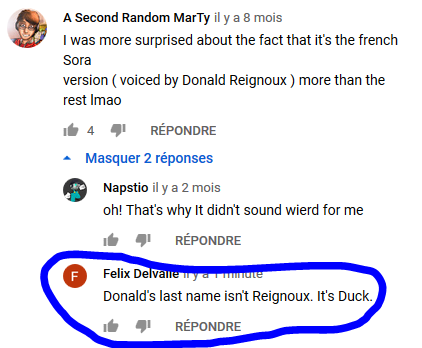 A Second Random MarTy il y a 8 mois
I was more surprised about the fact that it's the french
Sora
version ( voiced by Donald Reignoux ) more than the
rest lmao
4 RÉPONDRE
Masquer 2 réponses
Napstio il y a 2 mois
oh! That's why It didn't sound wierd for me
RÉPONDRE
F
Felix Delvalle il y a 1 minute
Donald's last name isn't Reignoux. It's Duck.
RÉPONDRE